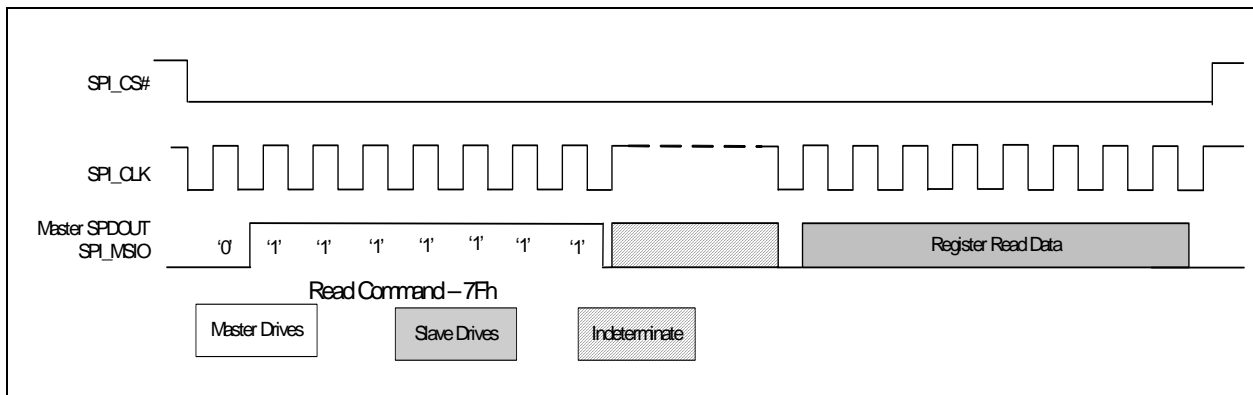 SPI_CS#
SPI_CLK
Master SPDOUT
SPI_MSIO
‘0’ ‘1’ ‘1’ ‘1’ ‘1’ ‘1’ ‘1’ ‘1’
Register Read Data
Read Command – 7Fh
Master Drives
Slave Drives
Indeterminate